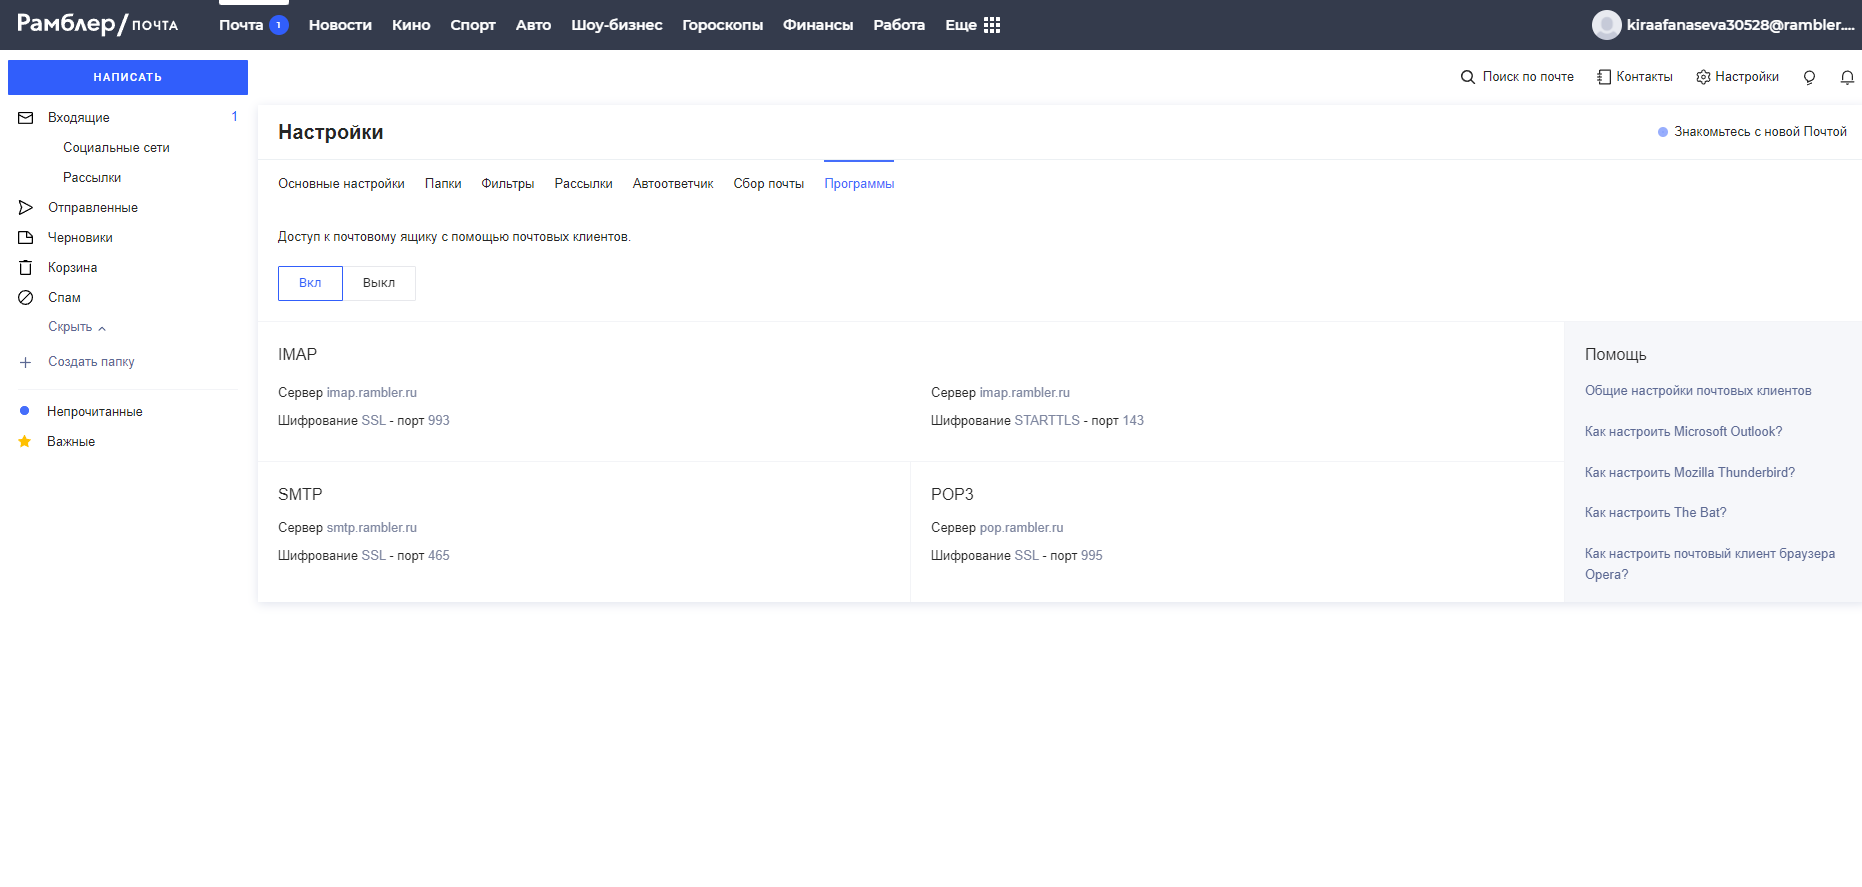 Рамблер/ПОЧТА
Почта 1 Новости Кино Спорт Авто Шоу-бизнес Гороскопы Финансы Работа Еще
kiraafanaseva30528@rambler....
НАПИСАТЬ
Поиск по почте Контакты Настройки
Входящие 1
Социальные сети
Рассылки
Отправленные
Черновики
Корзина
Спам
Скрыть
Создать папку
Непрочитанные
Важные
Настройки
Знакомьтесь с новой Почтой
Основные настройки Папки Фильтры Рассылки Автоответчик Сбор почты Программы
Доступ к почтовому ящику с помощью почтовых клиентов.
Вкл Выкл
IMAP
Сервер imap.rambler.ru
Шифрование SSL - порт 993
Сервер imap.rambler.ru
Шифрование STARTTLS - порт 143
SMTP
Сервер smtp.rambler.ru
Шифрование SSL - порт 465
POP3
Сервер pop.rambler.ru
Шифрование SSL - порт 995
Помощь
Общие настройки почтовых клиентов
Как настроить Microsoft Outlook?
Как настроить Mozilla Thunderbird?
Как настроить The Bat?
Как настроить почтовый клиент браузера
Opera?